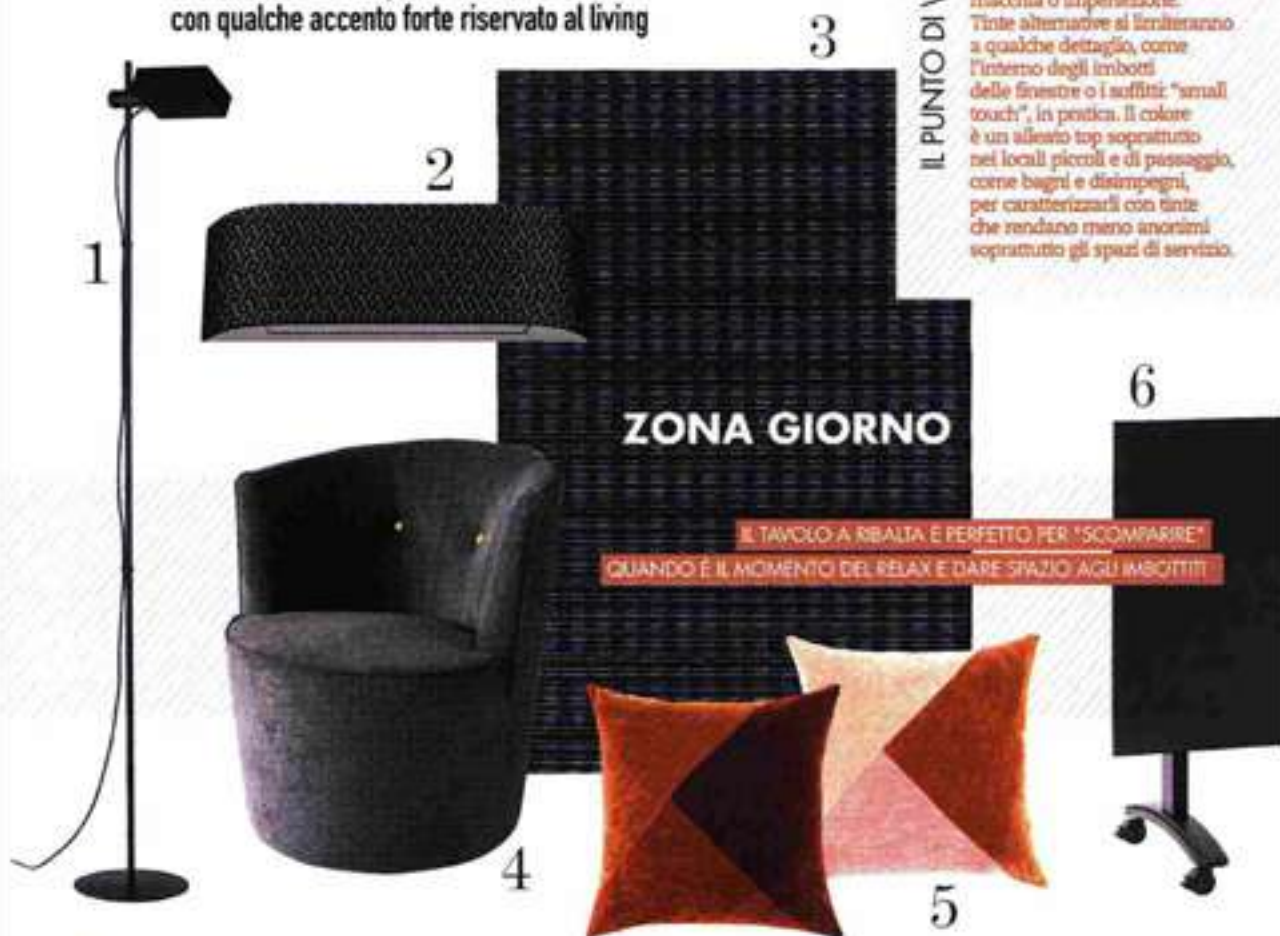 con qualche accento forte riservato al living
IL PUNTO DI
macchia o imperfezione.
Tinte alternative si limiteranno
a qualche dettaglio, come
l'interno degli imbotti
delle finestre o i soffitti: "small
touch", in pratica. Il colore
è un alleato top soprattutto
nei locali piccoli e di passaggio,
come bagni e disimpegni,
per caratterizzarli con tinte
che rendano meno anonimi
soprattutto gli spazi di servizio.
1
2
3
ZONA GIORNO
6
IL TAVOLO A RIBALTA È PERFETTO PER "SCOMPARIRE"
QUANDO È IL MOMENTO DEL RELAX E DARE SPAZIO AGLI IMBOTTITI
4
5